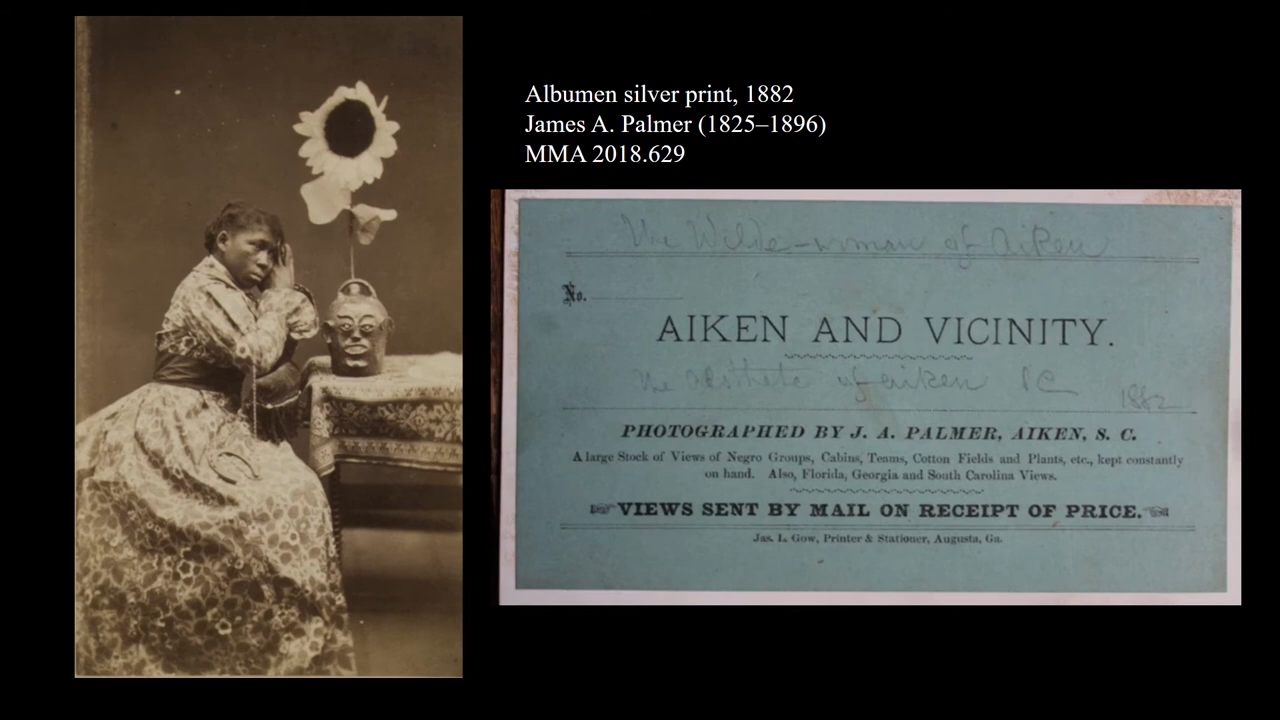 Albumen silver print, 1882
James A. Palmer (1825–1896)
MMA 2018.629
The Wilde-woman of Aiken
No.
AIKEN AND VICINITY.
The Aesthete of Aiken S C 1882
PHOTOGRAPHED BY J. A. PALMER, AIKEN, S. C.
A large Stock of Views of Negro Groups, Cabins, Teams, Cotton Fields and Plants, etc., kept constantly
on hand. Also, Florida, Georgia and South Carolina Views.
VIEWS SENT BY MAIL ON RECEIPT OF PRICE.
Jas. L. Gow, Printer & Stationer, Augusta, Ga.